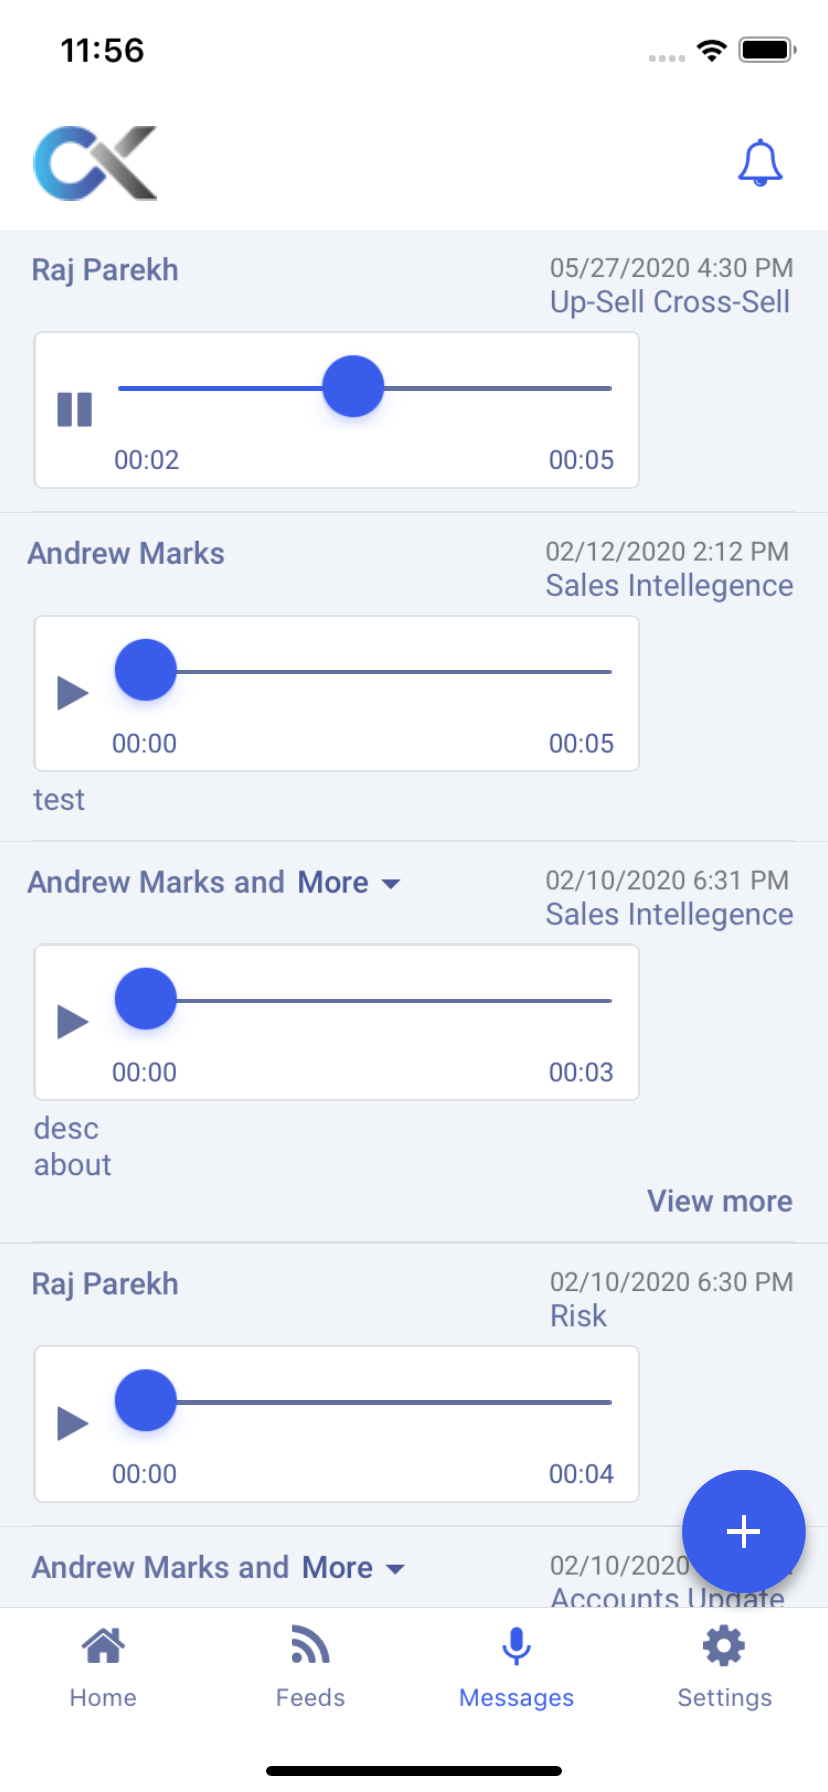 11:56
CX
Raj Parekh
05/27/2020 4:30 PM
Up-Sell Cross-Sell
00:02
00:05
Andrew Marks
02/12/2020 2:12 PM
Sales Intellegence
00:00
00:05
test
Andrew Marks and More
02/10/2020 6:31 PM
Sales Intellegence
00:00
00:03
desc
about
View more
Raj Parekh
02/10/2020 6:30 PM
Risk
00:00
00:04
Andrew Marks and More
02/10/2020
Accounts Update
Home
Feeds
Messages
Settings